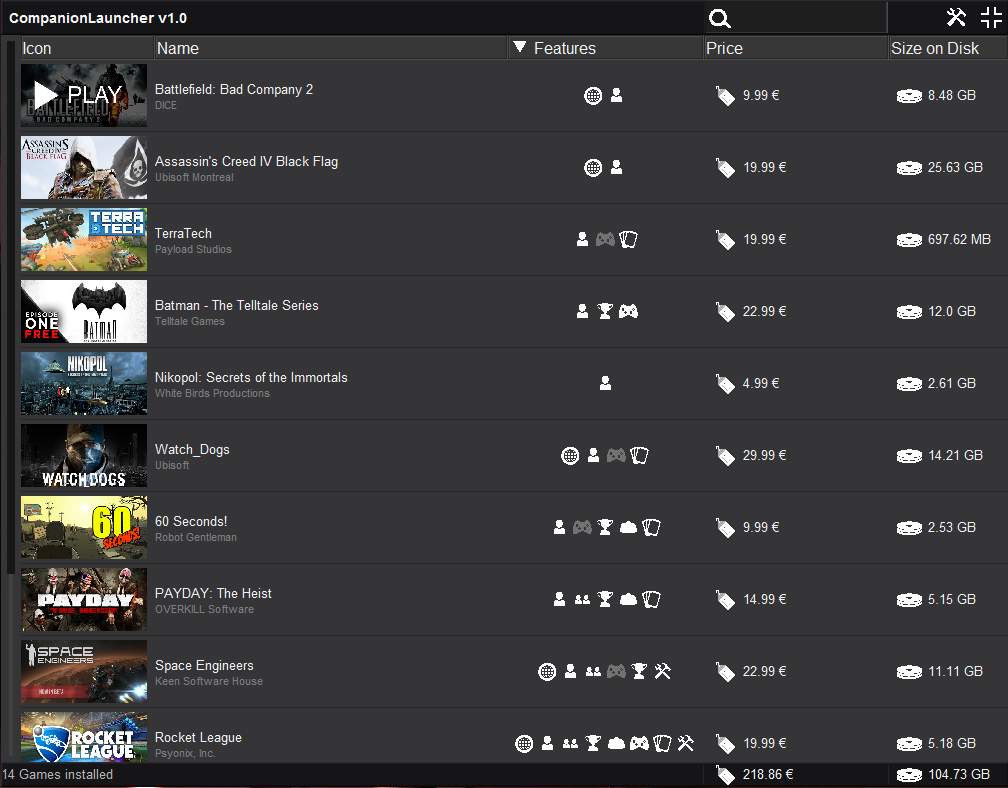 CompanionLauncher v1.0
Icon Name Features Price Size on Disk
PLAY
BATTLEFIELD
BAD COMPANY 2
Battlefield: Bad Company 2
DICE
9.99 € 8.48 GB
ASSASSIN'S CREED IV
BLACK FLAG
Assassin's Creed IV Black Flag
Ubisoft Montreal
19.99 € 25.63 GB
TERRA TECH
TerraTech
Payload Studios
19.99 € 697.62 MB
EPISODE ONE FREE
BATMAN
Batman - The Telltale Series
Telltale Games
22.99 € 12.0 GB
NIKOPOL
Nikopol: Secrets of the Immortals
White Birds Productions
4.99 € 2.61 GB
WATCH_DOGS
Watch_Dogs
Ubisoft
29.99 € 14.21 GB
60 SECONDS!
60 Seconds!
Robot Gentleman
9.99 € 2.53 GB
PAYDAY
THE HEIST
PAYDAY: The Heist
OVERKILL Software
14.99 € 5.15 GB
SPACE
ENGINEERS
NOW IN BETA
Space Engineers
Keen Software House
22.99 € 11.11 GB
ROCKET
LEAGUE
Rocket League
Psyonix, Inc.
19.99 € 5.18 GB
14 Games installed 218.86 € 104.73 GB